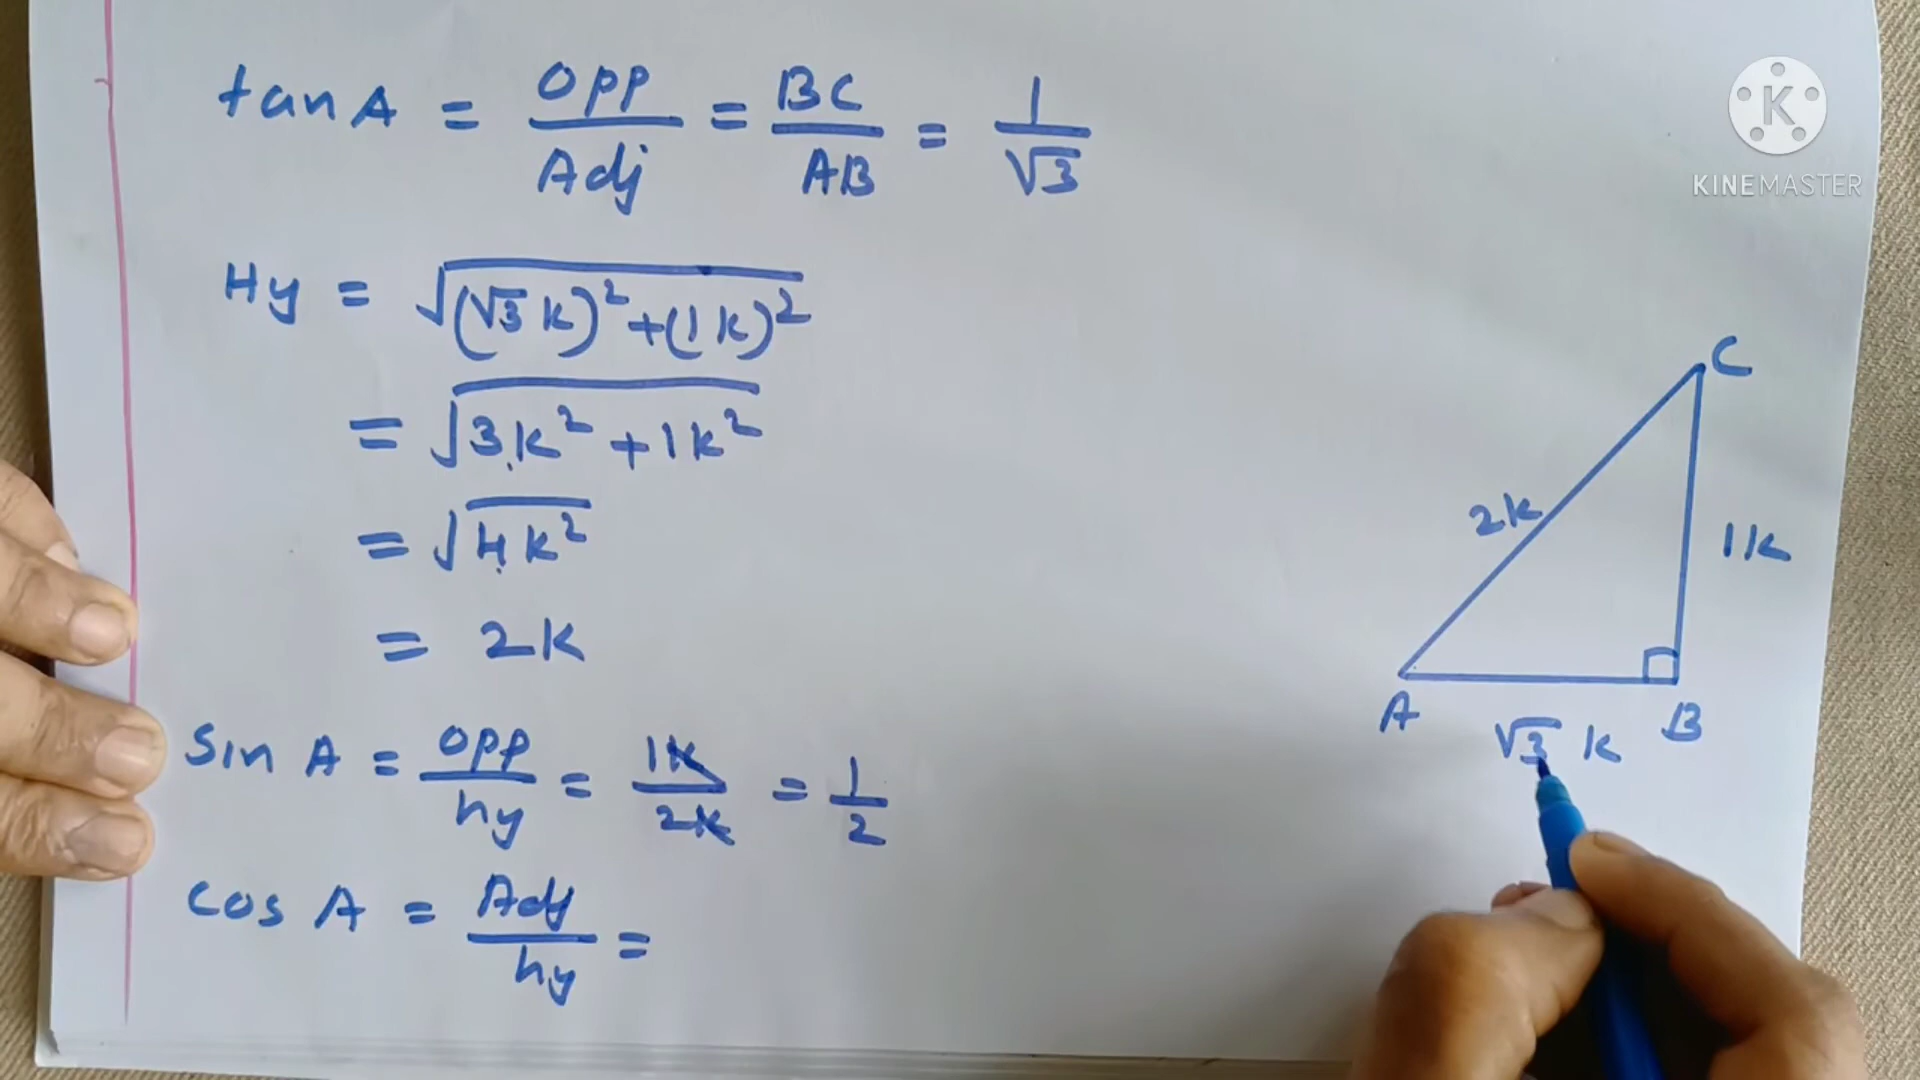 tan A = Opp/Adj = BC/AB = 1/√3
Hy = √(√3 k)² + (1k)²
= √3k² + 1k²
= √4k²
= 2k
Sin A = opp/hy = 1k/2k = 1/2
cos A = Adj/hy =
C
2k
1k
A
B
√3 k
K
KINEMASTER